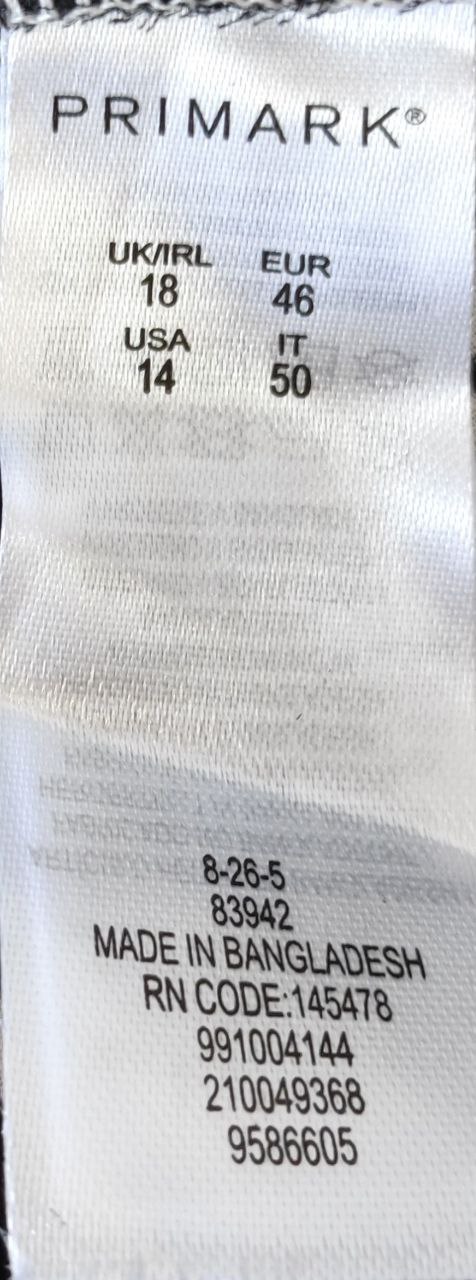 PRIMARK®
UK/IRL EUR
18 46
USA IT
14 50
8-26-5
83942
MADE IN BANGLADESH
RN CODE:145478
991004144
210049368
9586605